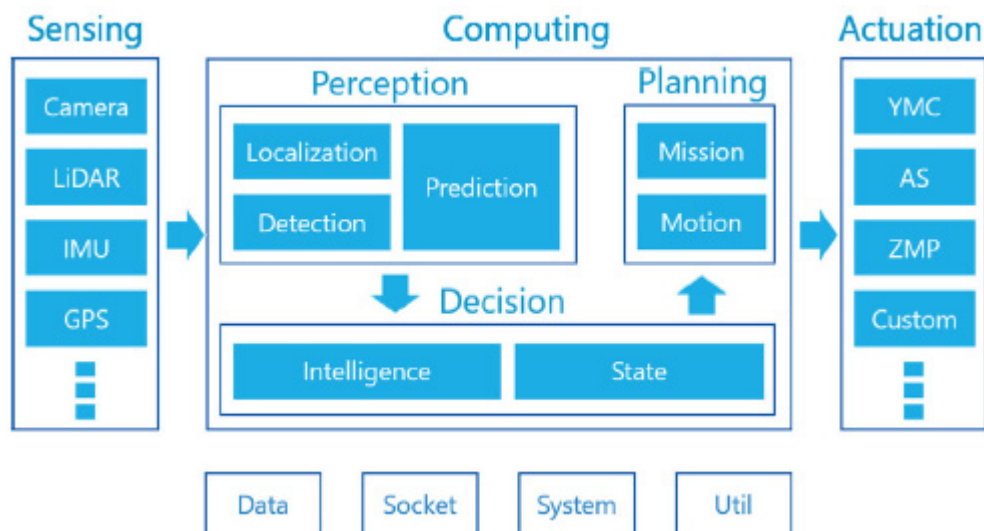 Sensing
Camera
LiDAR
IMU
GPS
Computing
Perception
Localization
Detection
Prediction
Planning
Mission
Motion
Decision
Intelligence
State
Actuation
YMC
AS
ZMP
Custom
Data
Socket
System
Util